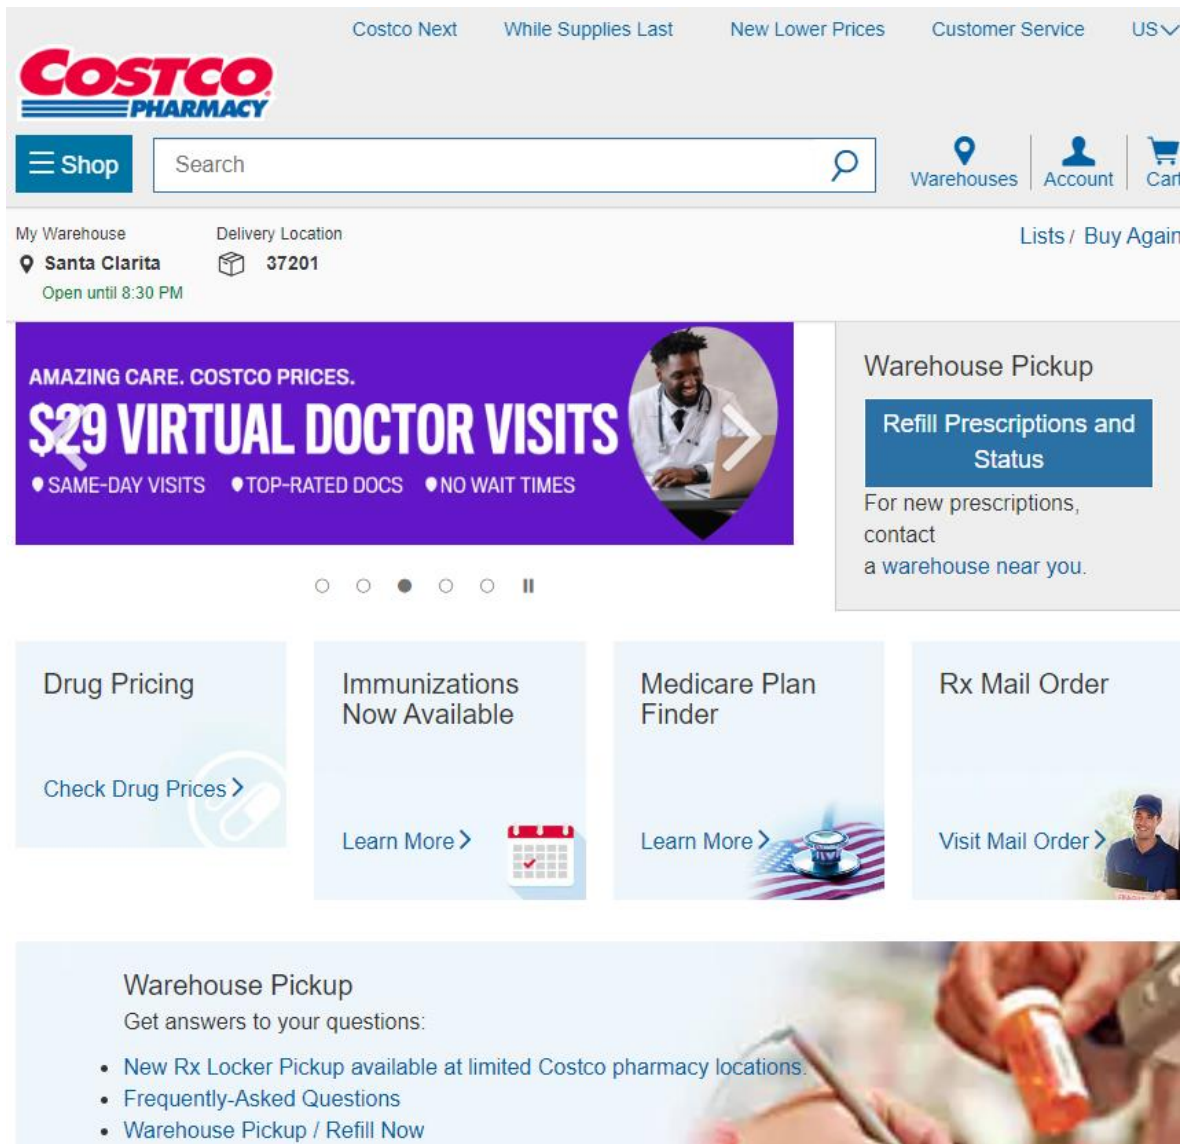 Costco Next While Supplies Last New Lower Prices Customer Service US
COSTCO
PHARMACY
Shop Search Warehouses Account Cart
My Warehouse Delivery Location
Santa Clarita 37201
Open until 8:30 PM
Lists / Buy Again
AMAZING CARE. COSTCO PRICES.
$29 VIRTUAL DOCTOR VISITS
SAME-DAY VISITS TOP-RATED DOCS NO WAIT TIMES
Warehouse Pickup
Refill Prescriptions and
Status
For new prescriptions,
contact
a warehouse near you.
Drug Pricing
Check Drug Prices
Immunizations
Now Available
Learn More
Medicare Plan
Finder
Learn More
Rx Mail Order
Visit Mail Order
Warehouse Pickup
Get answers to your questions:
• New Rx Locker Pickup available at limited Costco pharmacy locations.
• Frequently-Asked Questions
• Warehouse Pickup / Refill Now